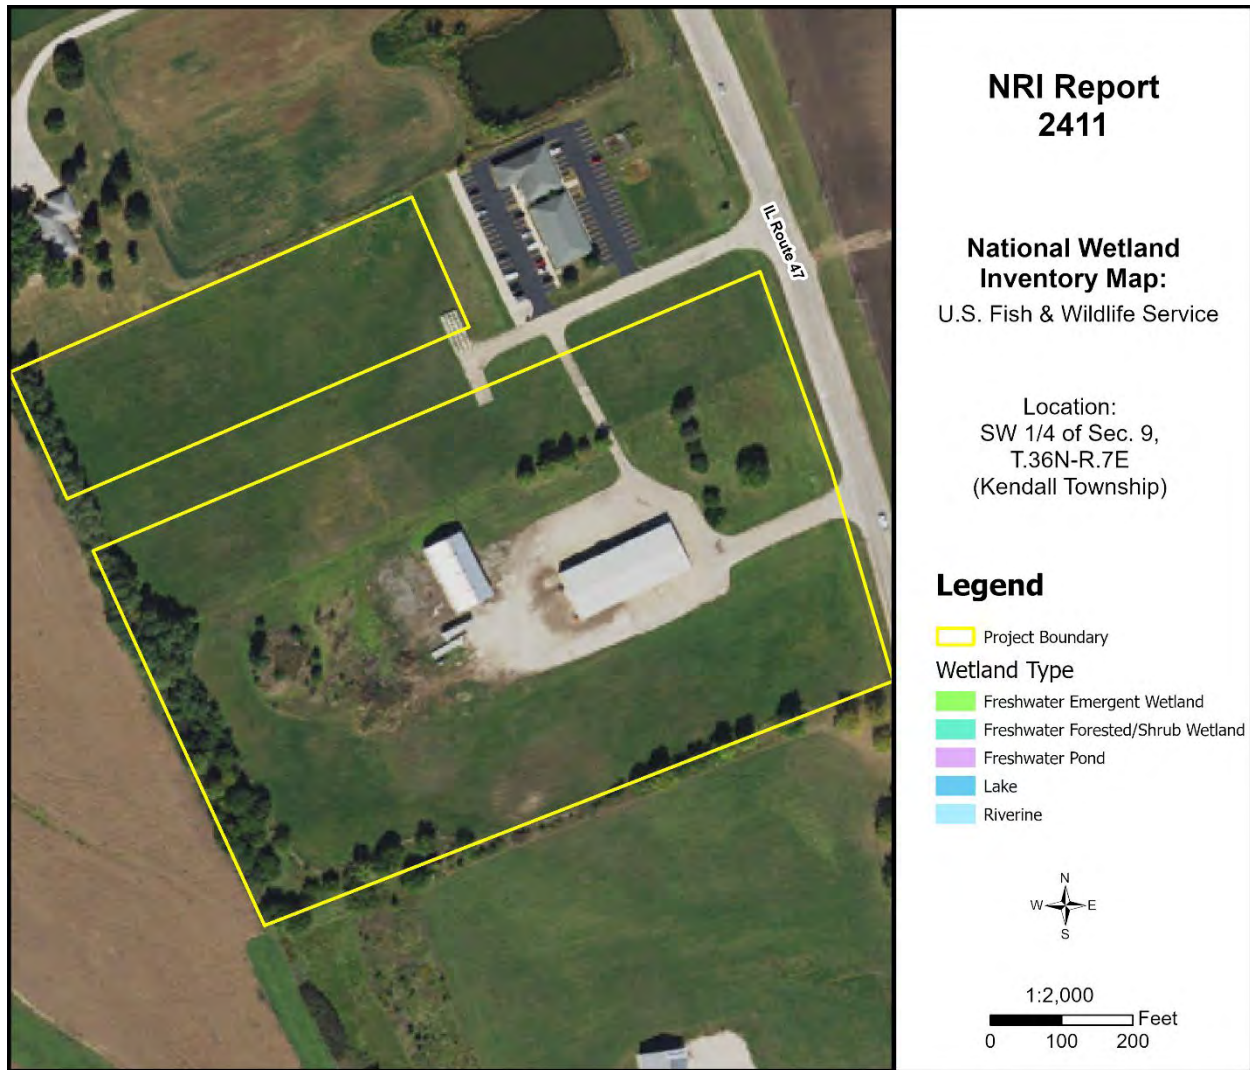 NRI Report
2411
National Wetland
Inventory Map:
U.S. Fish & Wildlife Service
Location:
SW 1/4 of Sec. 9,
T.36N-R.7E
(Kendall Township)
Legend
Project Boundary
Wetland Type
Freshwater Emergent Wetland
Freshwater Forested/Shrub Wetland
Freshwater Pond
Lake
Riverine
N
W E
S
1:2,000
Feet
0 100 200
IL Route 47